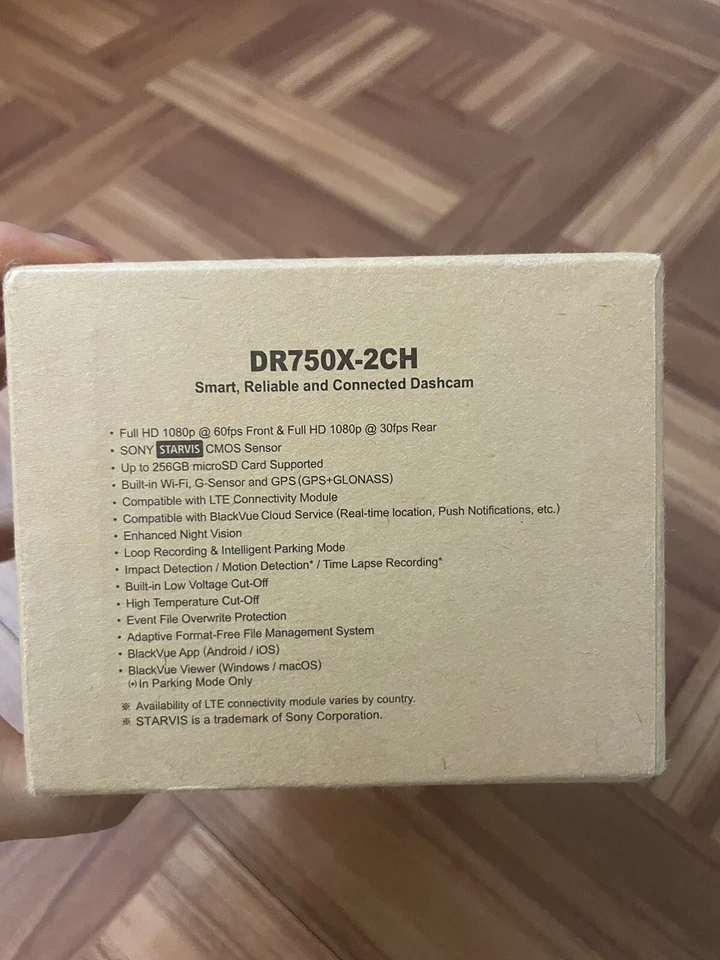 DR750X-2CH
Smart, Reliable and Connected Dashcam
• Full HD 1080p @ 60fps Front & Full HD 1080p @ 30fps Rear
• SONY STARVIS CMOS Sensor
• Up to 256GB microSD Card Supported
• Built-in Wi-Fi, G-Sensor and GPS (GPS+GLONASS)
• Compatible with LTE Connectivity Module
• Compatible with BlackVue Cloud Service (Real-time location, Push Notifications, etc.)
• Enhanced Night Vision
• Loop Recording & Intelligent Parking Mode
• Impact Detection / Motion Detection* / Time Lapse Recording*
• Built-in Low Voltage Cut-Off
• High Temperature Cut-Off
• Event File Overwrite Protection
• Adaptive Format-Free File Management System
• BlackVue App (Android / iOS)
• BlackVue Viewer (Windows / macOS)
(*) In Parking Mode Only
※ Availability of LTE connectivity module varies by country.
※ STARVIS is a trademark of Sony Corporation.